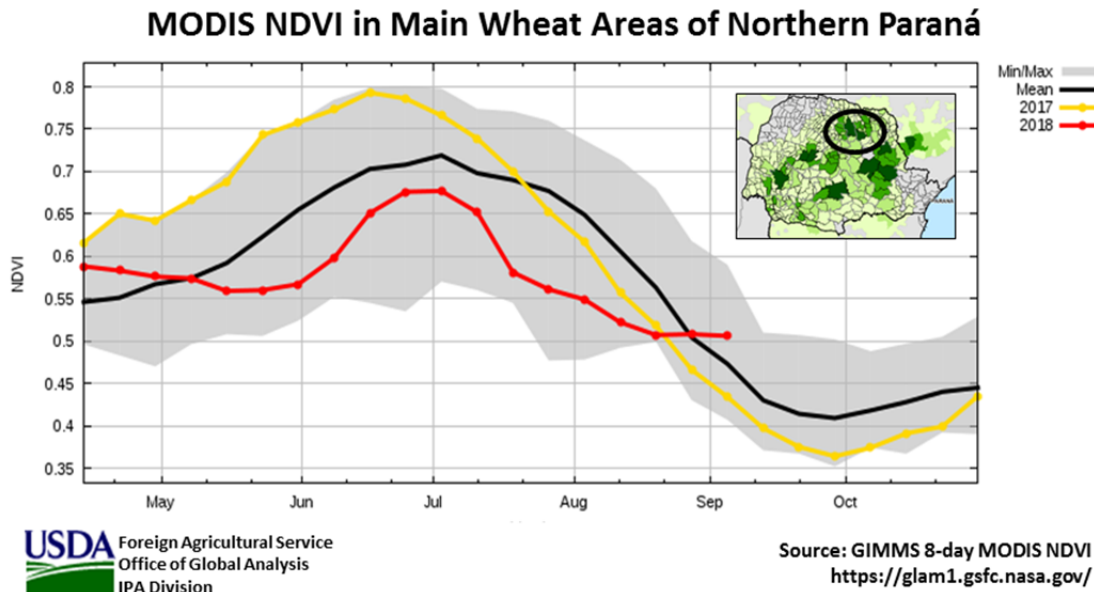 MODIS NDVI in Main Wheat Areas of Northern Paraná
Min/Max
Mean
2017
2018
0.8
0.75
0.7
0.65
0.6
0.55
0.5
0.45
0.4
0.35
NDVI
PARANÁ
May Jun Jul Aug Sep Oct
USDA
Foreign Agricultural Service
Office of Global Analysis
IPA Division
Source: GIMMS 8-day MODIS NDVI
https://glam1.gsfc.nasa.gov/